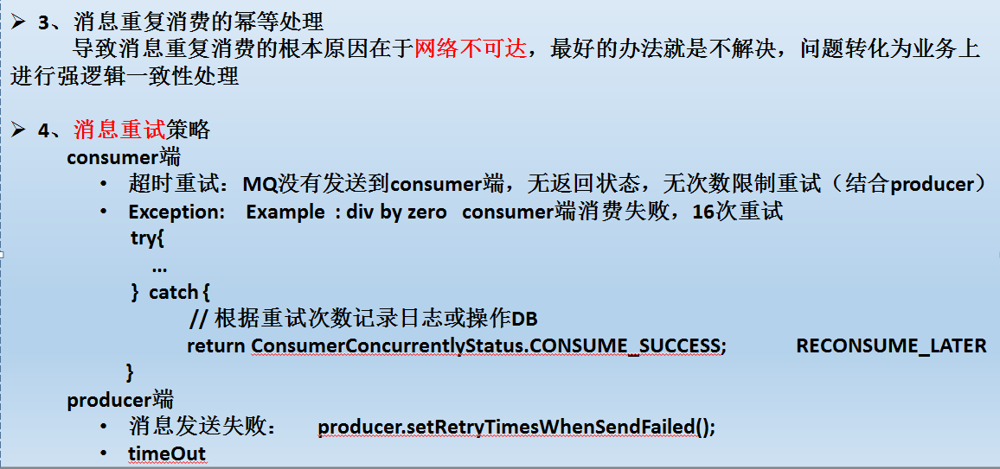 ➢ 3、消息重复消费的幂等处理
导致消息重复消费的根本原因在于网络不可达，最好的办法就是不解决，问题转化为业务上
进行强逻辑一致性处理
➢ 4、消息重试策略
consumer端
• 超时重试：MQ没有发送到consumer端，无返回状态，无次数限制重试（结合producer）
• Exception: Example : div by zero consumer端消费失败，16次重试
try{
...
} catch {
// 根据重试次数记录日志或操作DB
return ConsumerConcurrentlyStatus.CONSUME_SUCCESS; RECONSUME_LATER
}
producer端
• 消息发送失败： producer.setRetryTimesWhenSendFailed();
• timeOut